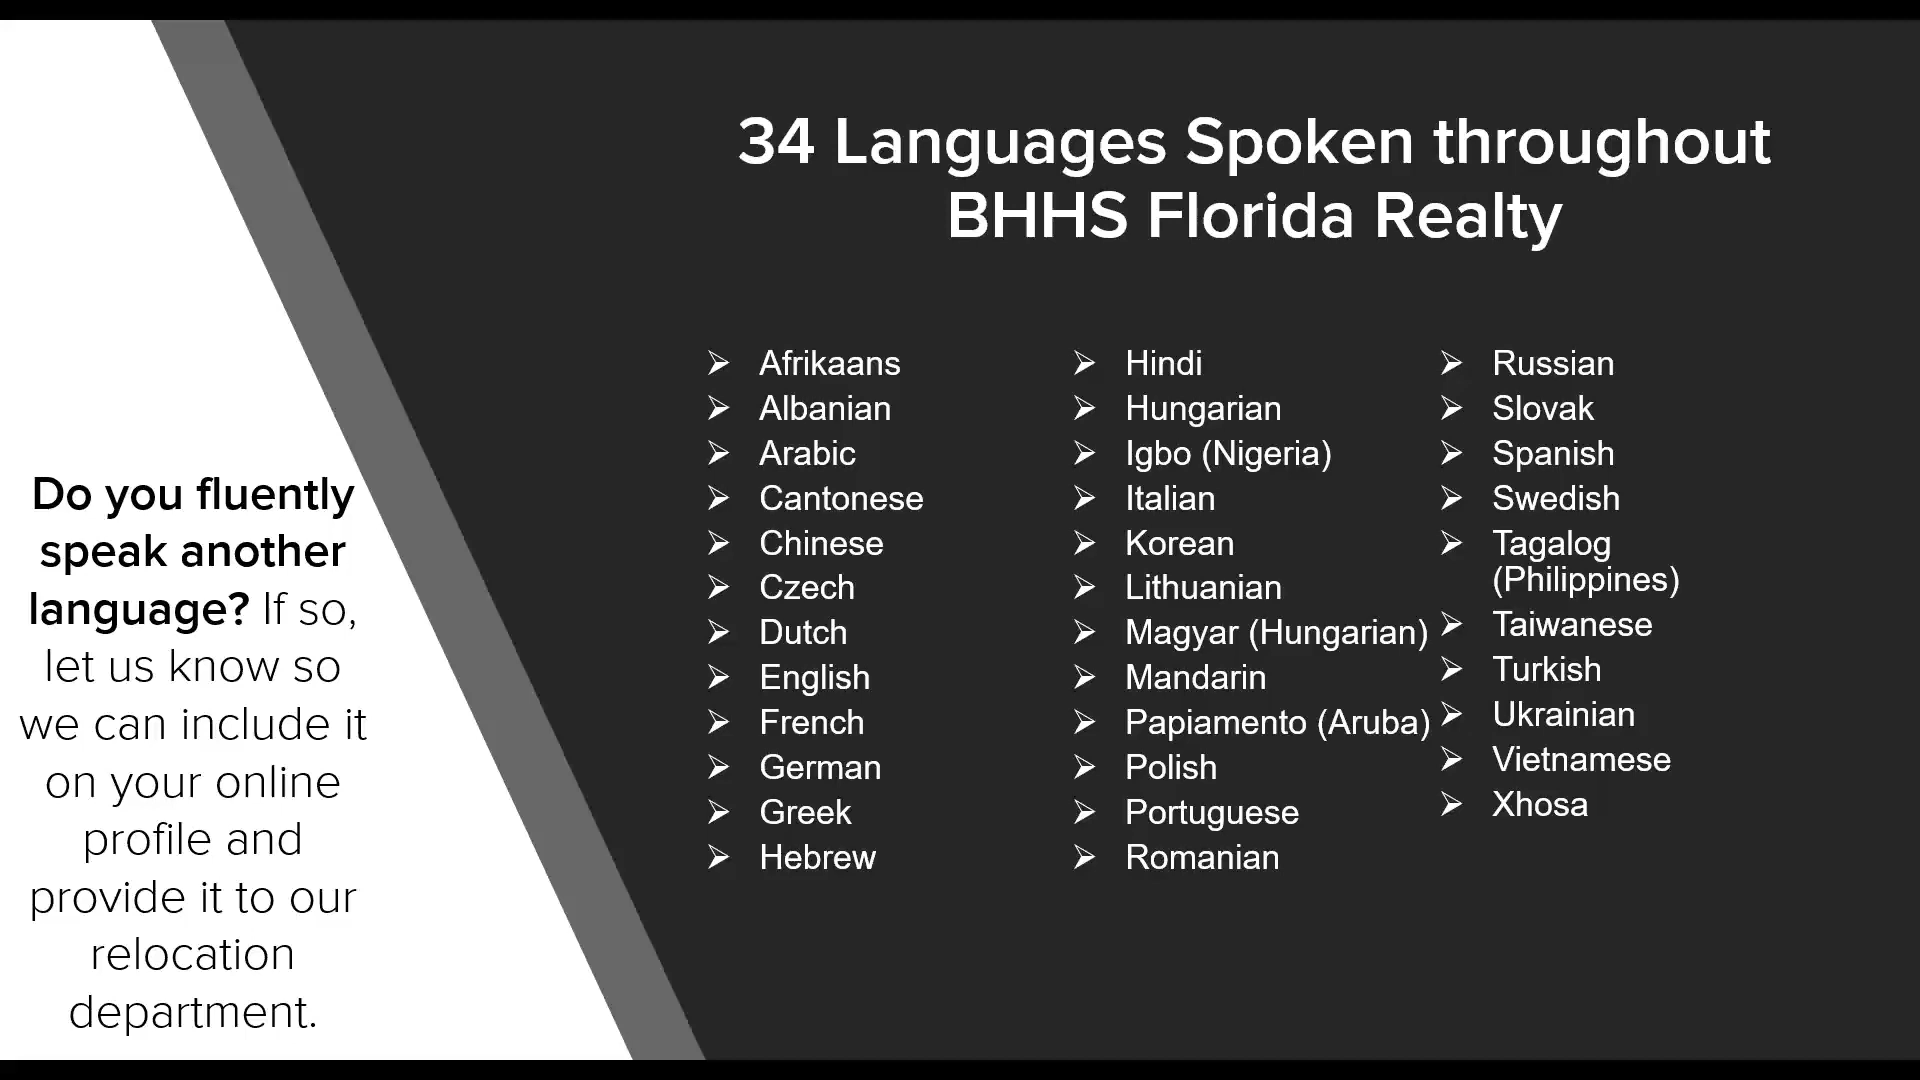 34 Languages Spoken throughout
BHHS Florida Realty
Do you fluently
speak another
language? If so,
let us know so
we can include it
on your online
profile and
provide it to our
relocation
department.
➢ Afrikaans
➢ Albanian
➢ Arabic
➢ Cantonese
➢ Chinese
➢ Czech
➢ Dutch
➢ English
➢ French
➢ German
➢ Greek
➢ Hebrew
➢ Hindi
➢ Hungarian
➢ Igbo (Nigeria)
➢ Italian
➢ Korean
➢ Lithuanian
➢ Magyar (Hungarian)
➢ Mandarin
➢ Papiamento (Aruba)
➢ Polish
➢ Portuguese
➢ Romanian
➢ Russian
➢ Slovak
➢ Spanish
➢ Swedish
➢ Tagalog
(Philippines)
➢ Taiwanese
➢ Turkish
➢ Ukrainian
➢ Vietnamese
➢ Xhosa